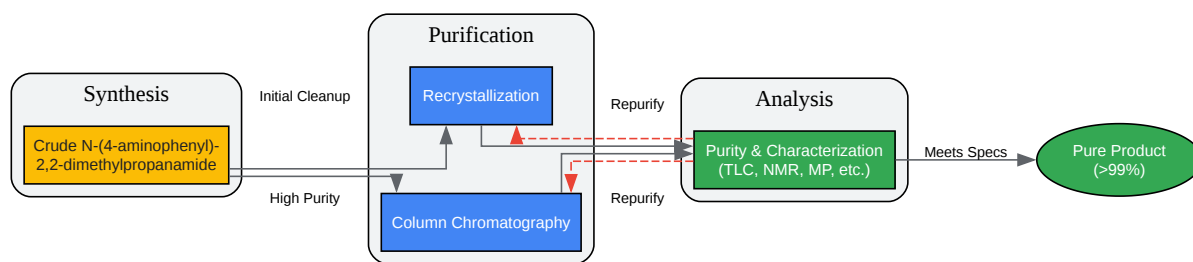 Synthesis
Crude N-(4-aminophenyl)-
2,2-dimethylpropanamide
Initial Cleanup
High Purity
Purification
Recrystallization
Column Chromatography
Repurify
Repurify
Analysis
Purity & Characterization
(TLC, NMR, MP, etc.)
Meets Specs
Pure Product
(>99%)